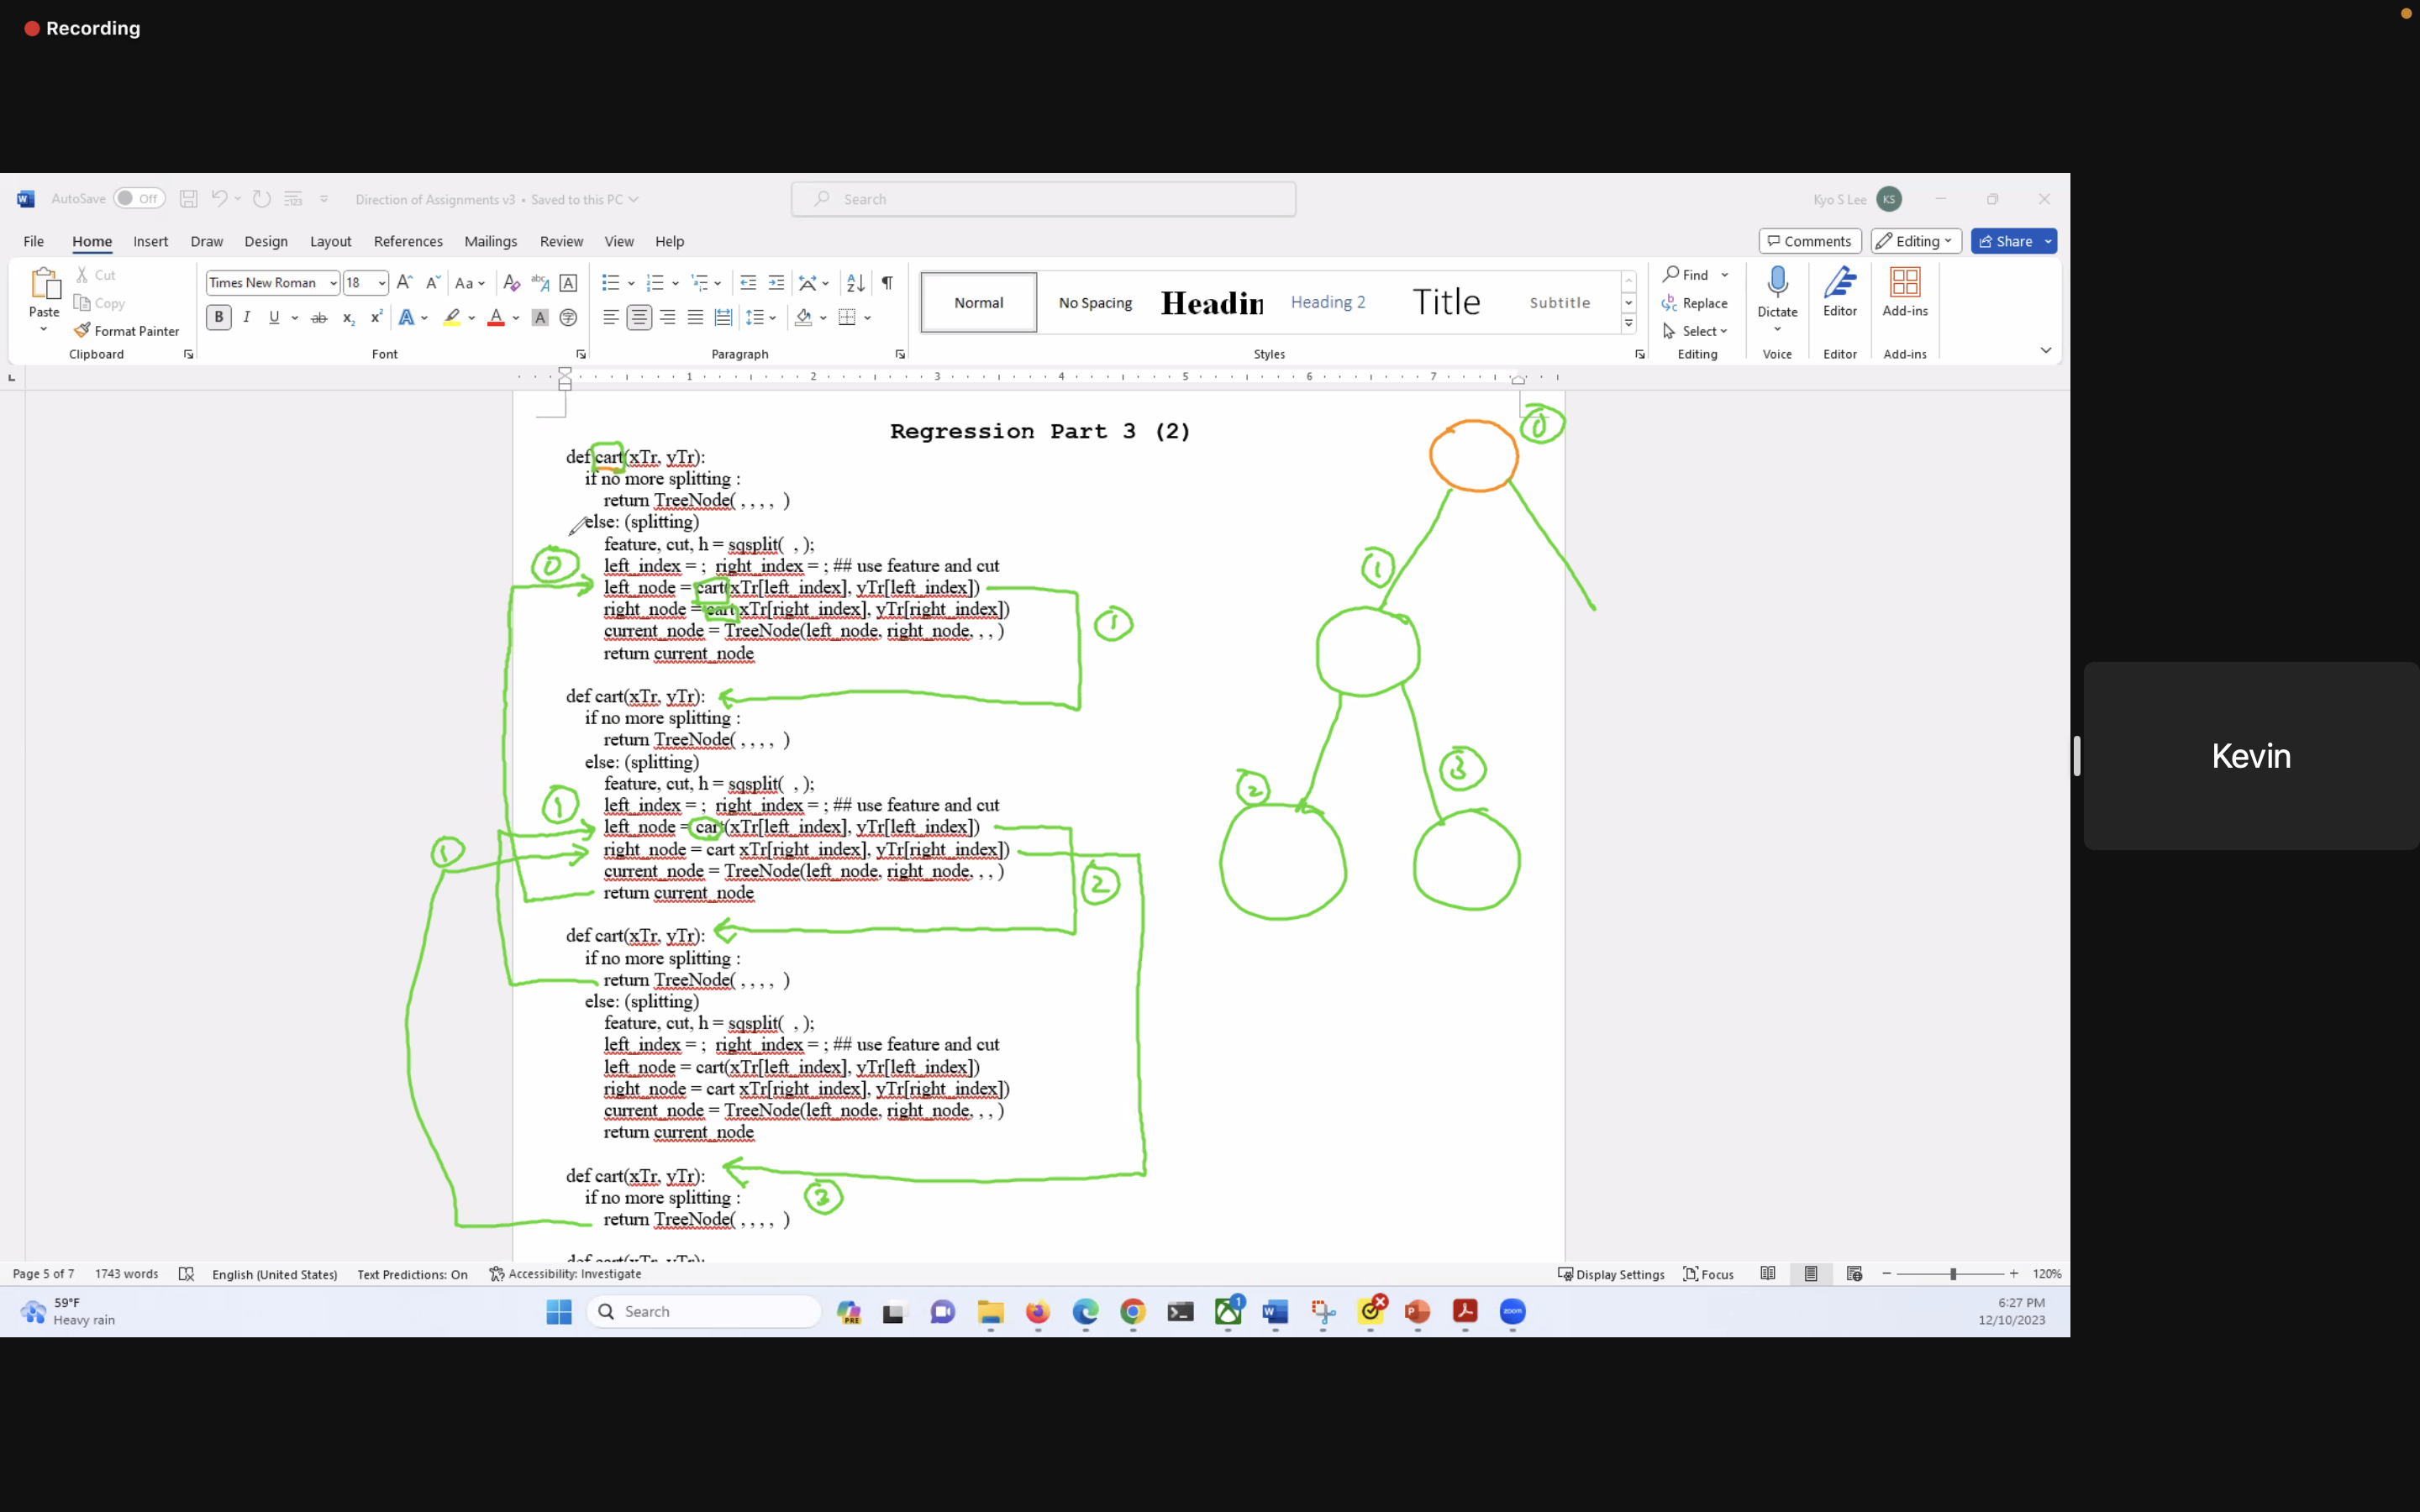 Recording
AutoSave Off Direction of Assignments v3 • Saved to this PC Search Kyo S Lee KS
File Home Insert Draw Design Layout References Mailings Review View Help Comments Editing Share
Paste Cut Copy Format Painter Clipboard
Times New Roman 18 Aa
B I U ab x₂ x² A A A Font
Paragraph
Normal No Spacing Headin Heading 2 Title Subtitle Styles
Find Replace Select Editing
Dictate Voice Editor Editor Add-ins Add-ins
1 2 3 4 5 6 7
Regression Part 3 (2)
0
def cart(xTr, yTr):
if no more splitting :
return TreeNode( , , , , )
else: (splitting)
feature, cut, h = sqsplit( , );
0
left_index = ; right_index = ; ## use feature and cut
1
left_node = cart(xTr[left_index], yTr[left_index])
right_node = cart xTr[right_index], yTr[right_index])
1
current_node = TreeNode(left_node, right_node, , , )
return current_node
def cart(xTr, yTr):
if no more splitting :
return TreeNode( , , , , )
else: (splitting)
Kevin
3
feature, cut, h = sqsplit( , );
2
1
left_index = ; right_index = ; ## use feature and cut
left_node = cart(xTr[left_index], yTr[left_index])
1
right_node = cart xTr[right_index], yTr[right_index])
current_node = TreeNode(left_node, right_node, , , )
2
return current_node
def cart(xTr, yTr):
if no more splitting :
return TreeNode( , , , , )
else: (splitting)
feature, cut, h = sqsplit( , );
left_index = ; right_index = ; ## use feature and cut
left_node = cart(xTr[left_index], yTr[left_index])
right_node = cart xTr[right_index], yTr[right_index])
current_node = TreeNode(left_node, right_node, , , )
return current_node
def cart(xTr, yTr):
3
if no more splitting :
return TreeNode( , , , , )
def cart(xTr, yTr):
Page 5 of 7 1743 words English (United States) Text Predictions: On Accessibility: Investigate Display Settings Focus 120%
59°F
Heavy rain
Search
PRE
1
zoom
6:27 PM
12/10/2023